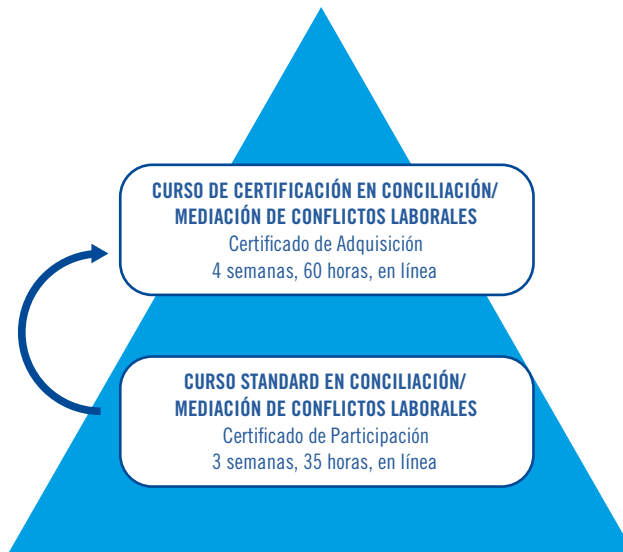 CURSO DE CERTIFICACIÓN EN CONCILIACIÓN/
MEDIACIÓN DE CONFLICTOS LABORALES
Certificado de Adquisición
4 semanas, 60 horas, en línea
CURSO STANDARD EN CONCILIACIÓN/
MEDIACIÓN DE CONFLICTOS LABORALES
Certificado de Participación
3 semanas, 35 horas, en línea